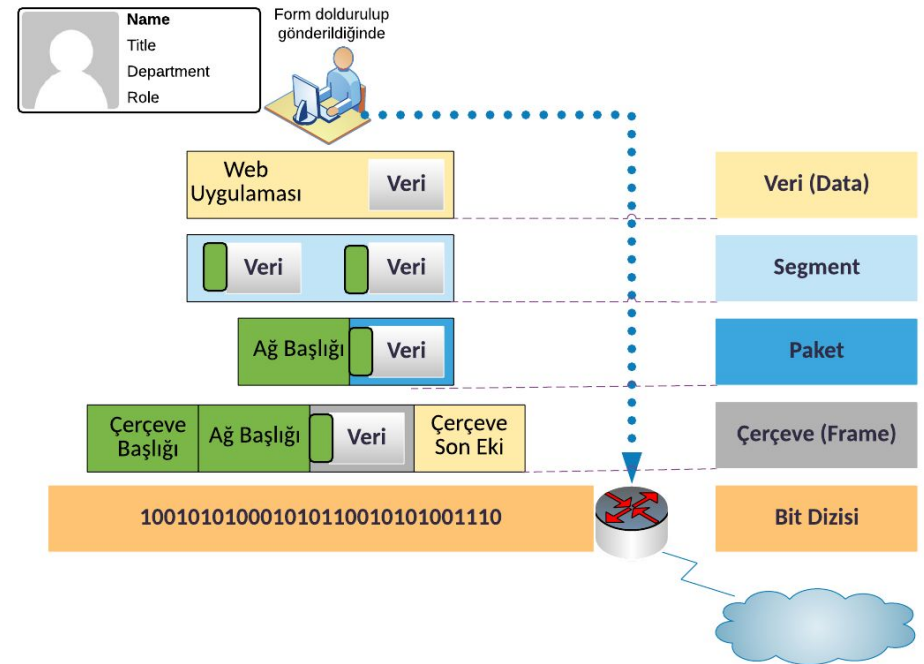 Name
Title
Department
Role
Form doldurulup
gönderildiğinde
Web
Uygulaması
Veri
Veri (Data)
Veri
Veri
Segment
Ağ Başlığı
Veri
Paket
Çerçeve
Başlığı
Ağ Başlığı
Veri
Çerçeve
Son Eki
Çerçeve (Frame)
100101010001010110010101001110
Bit Dizisi